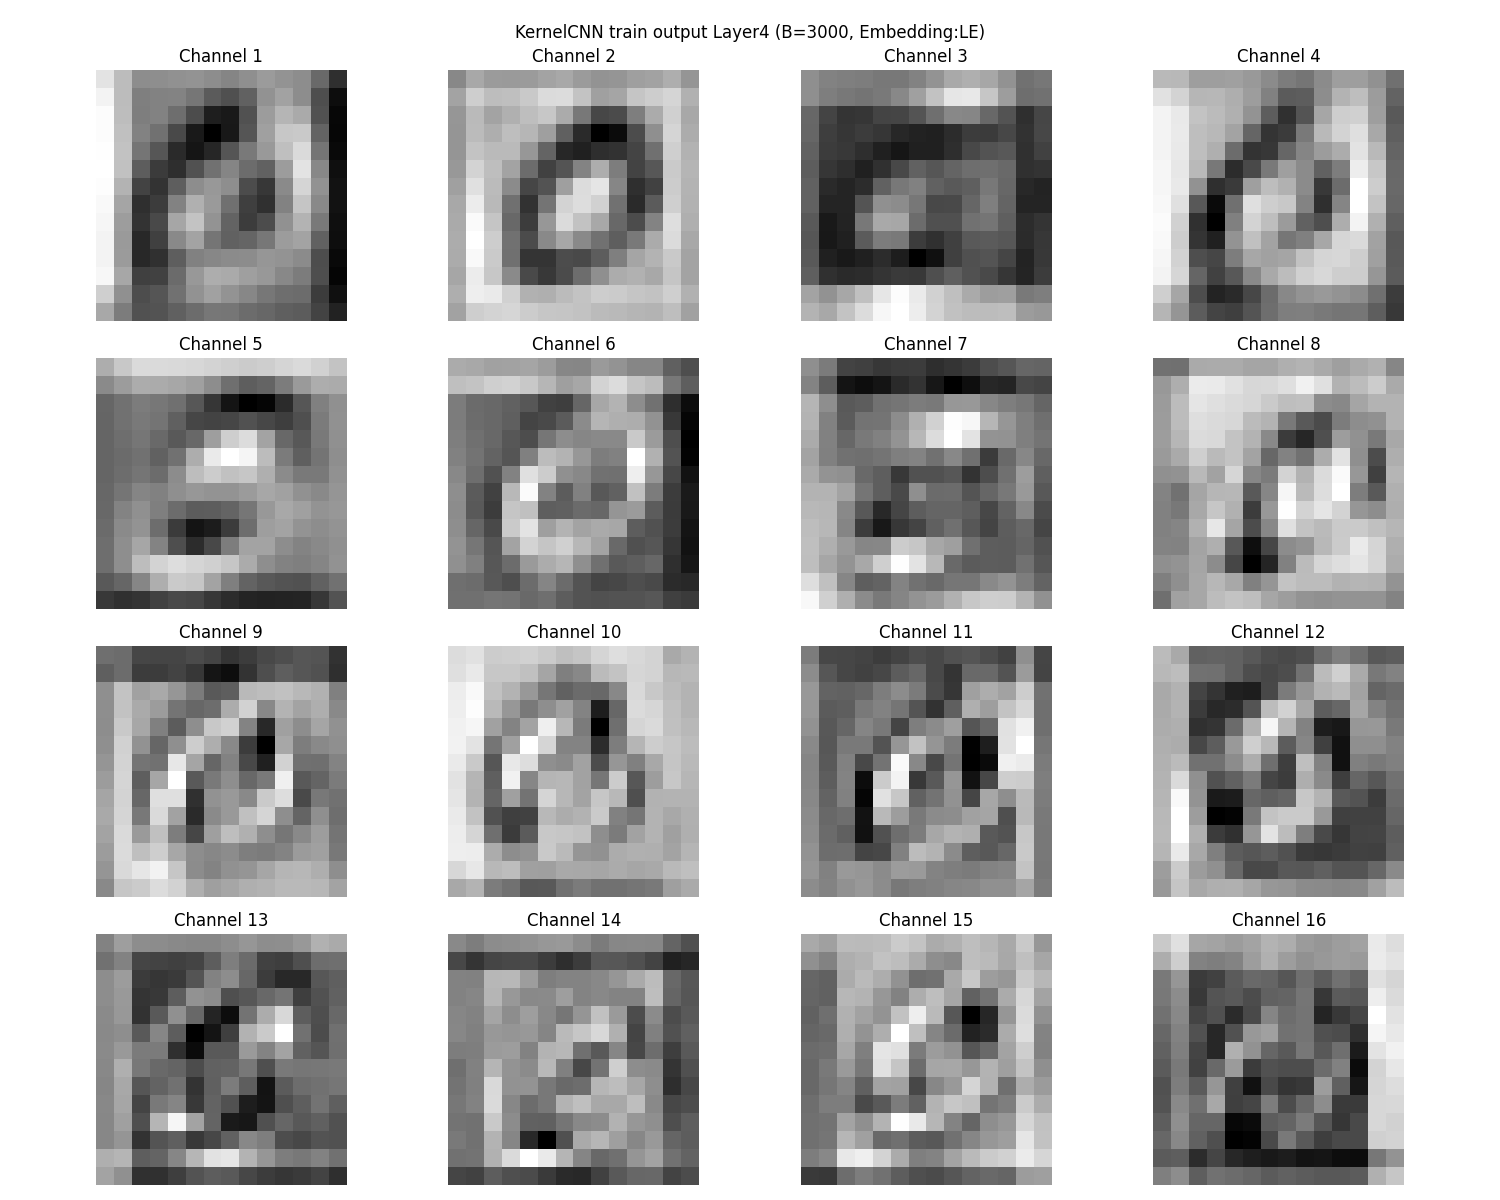 KernelCNN train output Layer4 (B=3000, Embedding:LE)
Channel 1 Channel 2 Channel 3 Channel 4
Channel 5 Channel 6 Channel 7 Channel 8
Channel 9 Channel 10 Channel 11 Channel 12
Channel 13 Channel 14 Channel 15 Channel 16